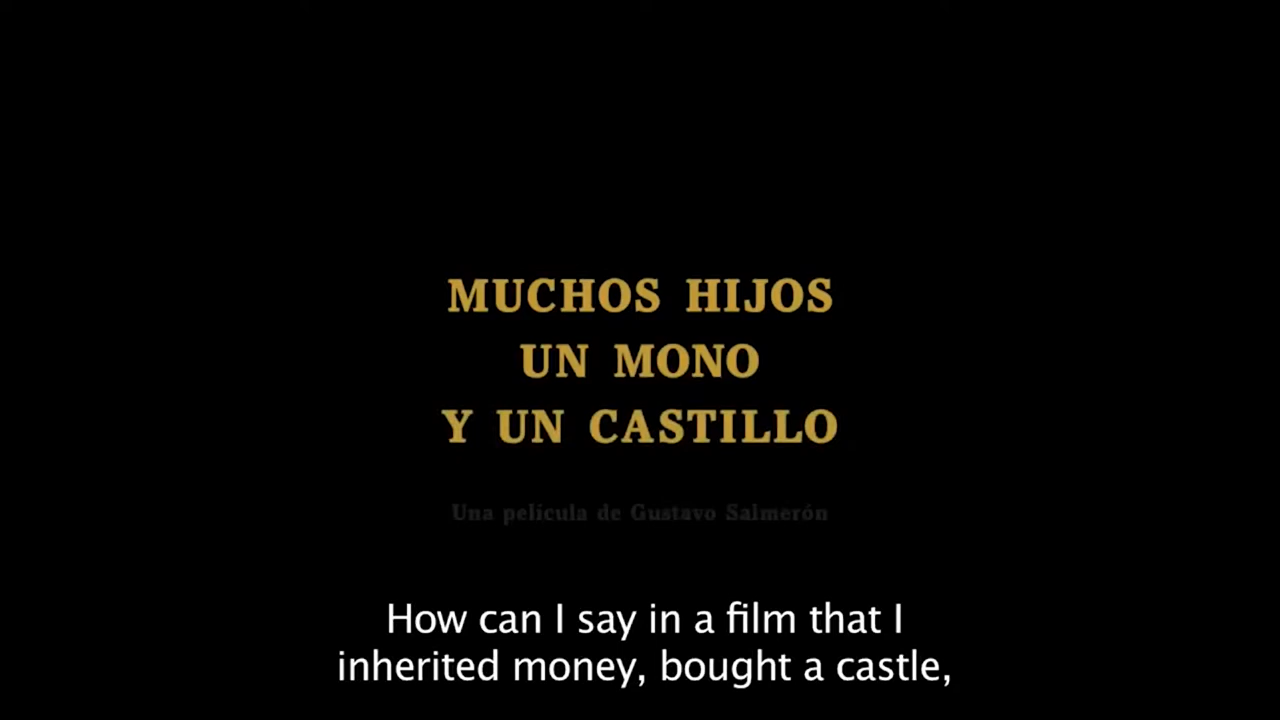 MUCHOS HIJOS
UN MONO
Y UN CASTILLO
Una película de Gustavo Salmerón
How can I say in a film that I
inherited money, bought a castle,